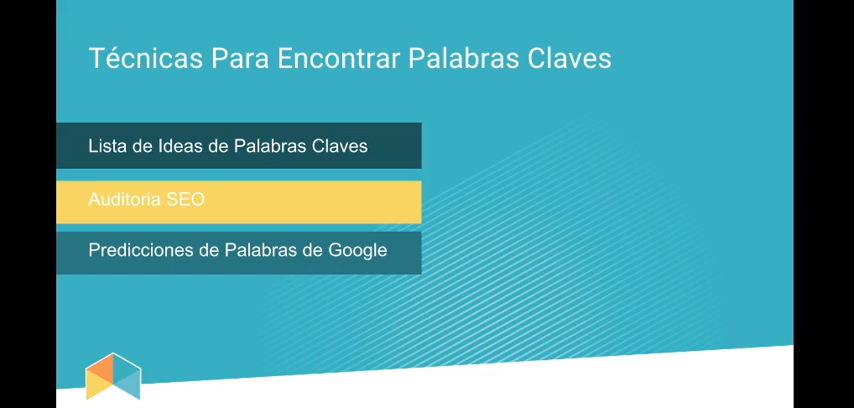 Técnicas Para Encontrar Palabras Claves
Lista de Ideas de Palabras Claves
Auditoria SEO
Predicciones de Palabras de Google